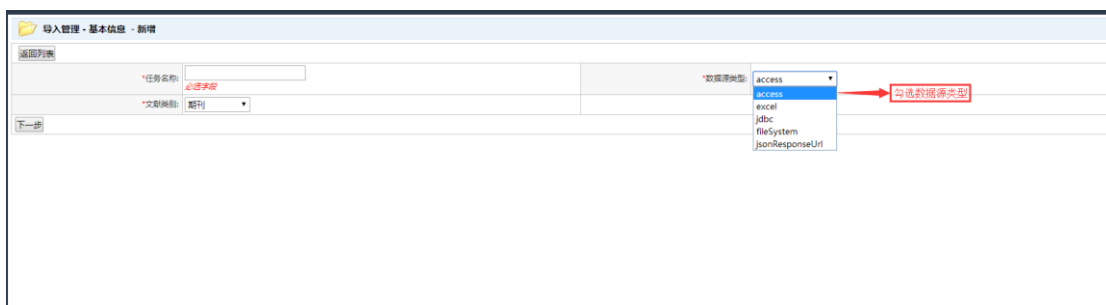 导入管理 - 基本信息 - 新增
返回列表
*任务名称:
必选字段
*数据源类型: access
access
excel
jdbc
fileSystem
jsonResponseUrl
勾选数据源类型
*文献类别: 期刊
下一步